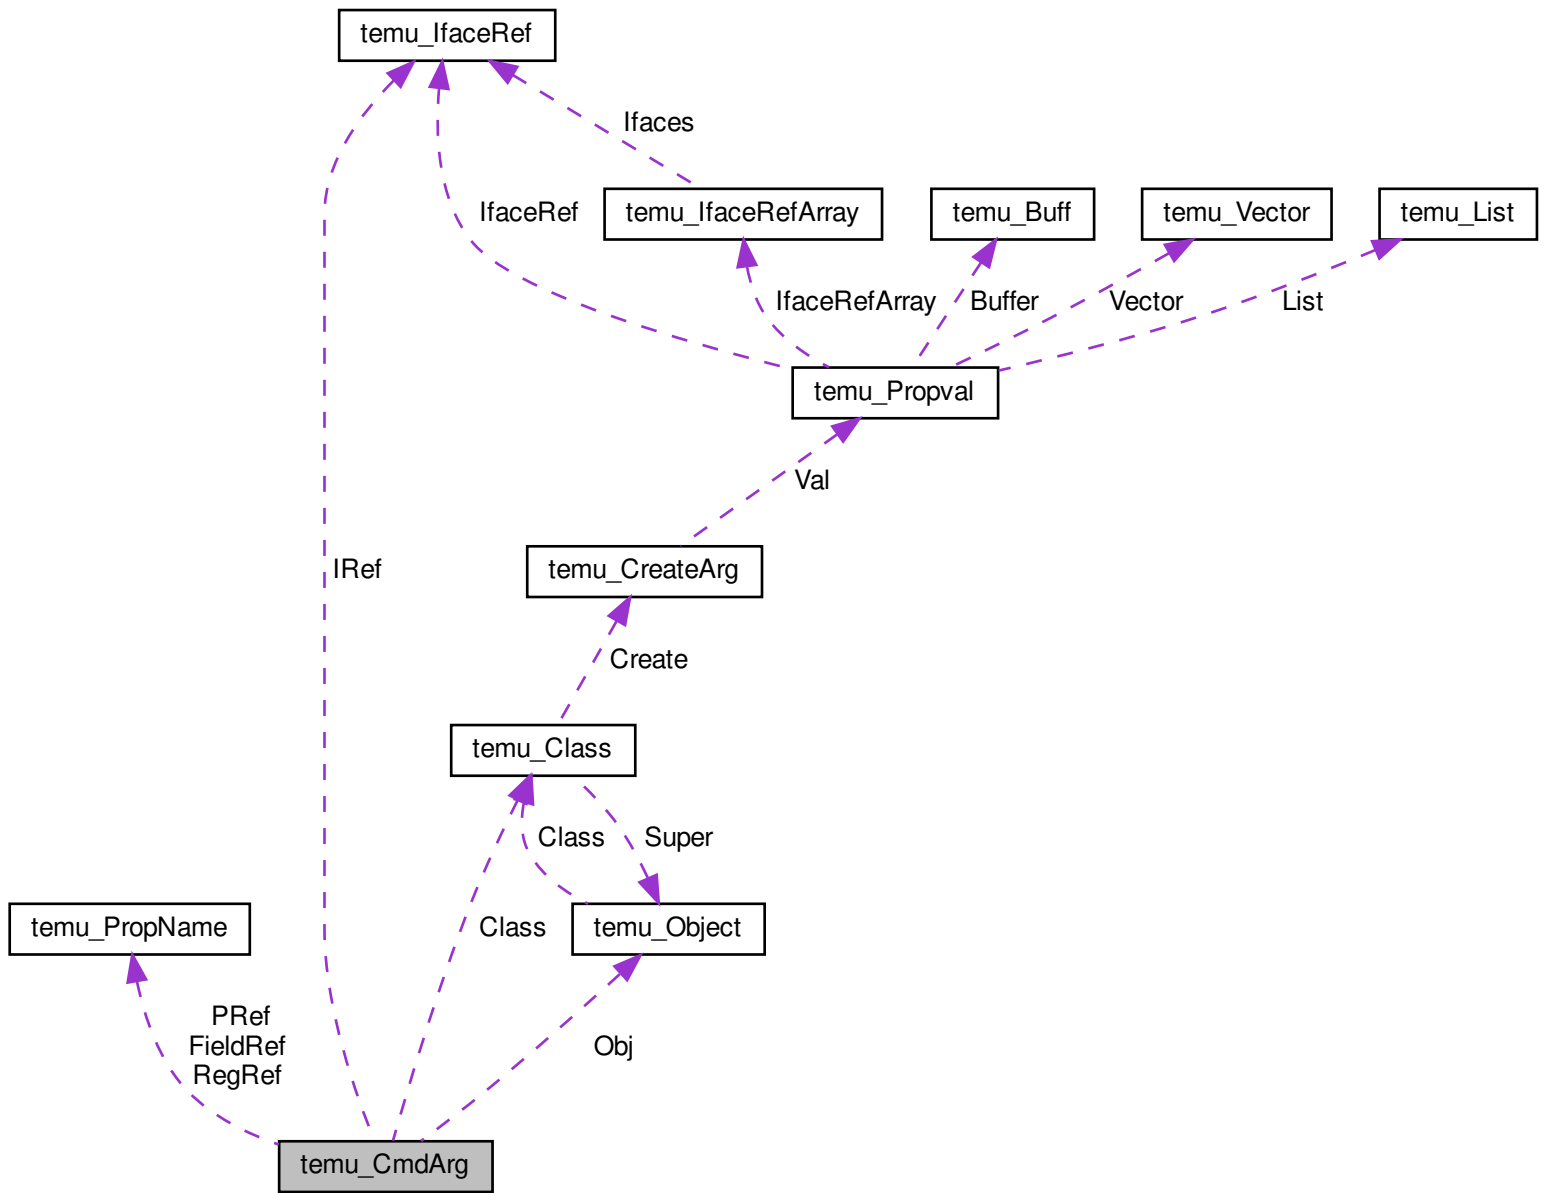 temu_IfaceRef
Ifaces
IfaceRef
temu_IfaceRefArray
temu_Buff
temu_Vector
temu_List
IfaceRefArray
Buffer
Vector
List
temu_Propval
Val
IRef
temu_CreateArg
Create
temu_Class
Class
Super
temu_PropName
Class
temu_Object
PRef
FieldRef
RegRef
Obj
temu_CmdArg